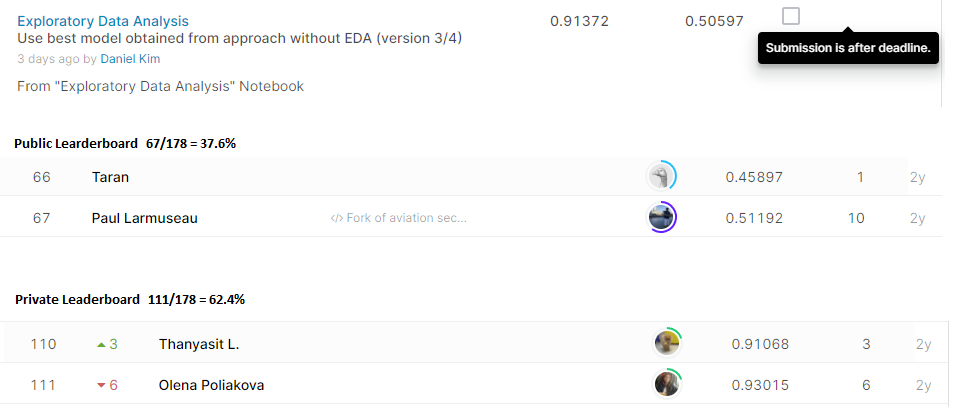 Exploratory Data Analysis 0.91372 0.50597
Use best model obtained from approach without EDA (version 3/4)
Submission is after deadline.
3 days ago by Daniel Kim
From "Exploratory Data Analysis" Notebook
Public Learderboard 67/178 = 37.6%
66 Taran 0.45897 1 2y
67 Paul Larmuseau </> Fork of aviation sec... 0.51192 10 2y
Private Leaderboard 111/178 = 62.4%
110 3 Thanyasit L. 0.91068 3 2y
111 6 Olena Poliakova 0.93015 6 2y